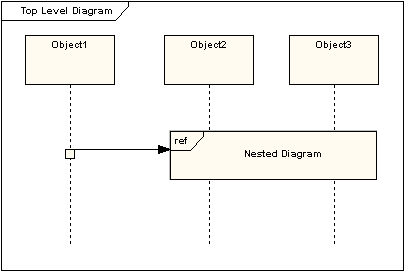 Top Level Diagram
Object1
Object2
Object3
ref
Nested Diagram